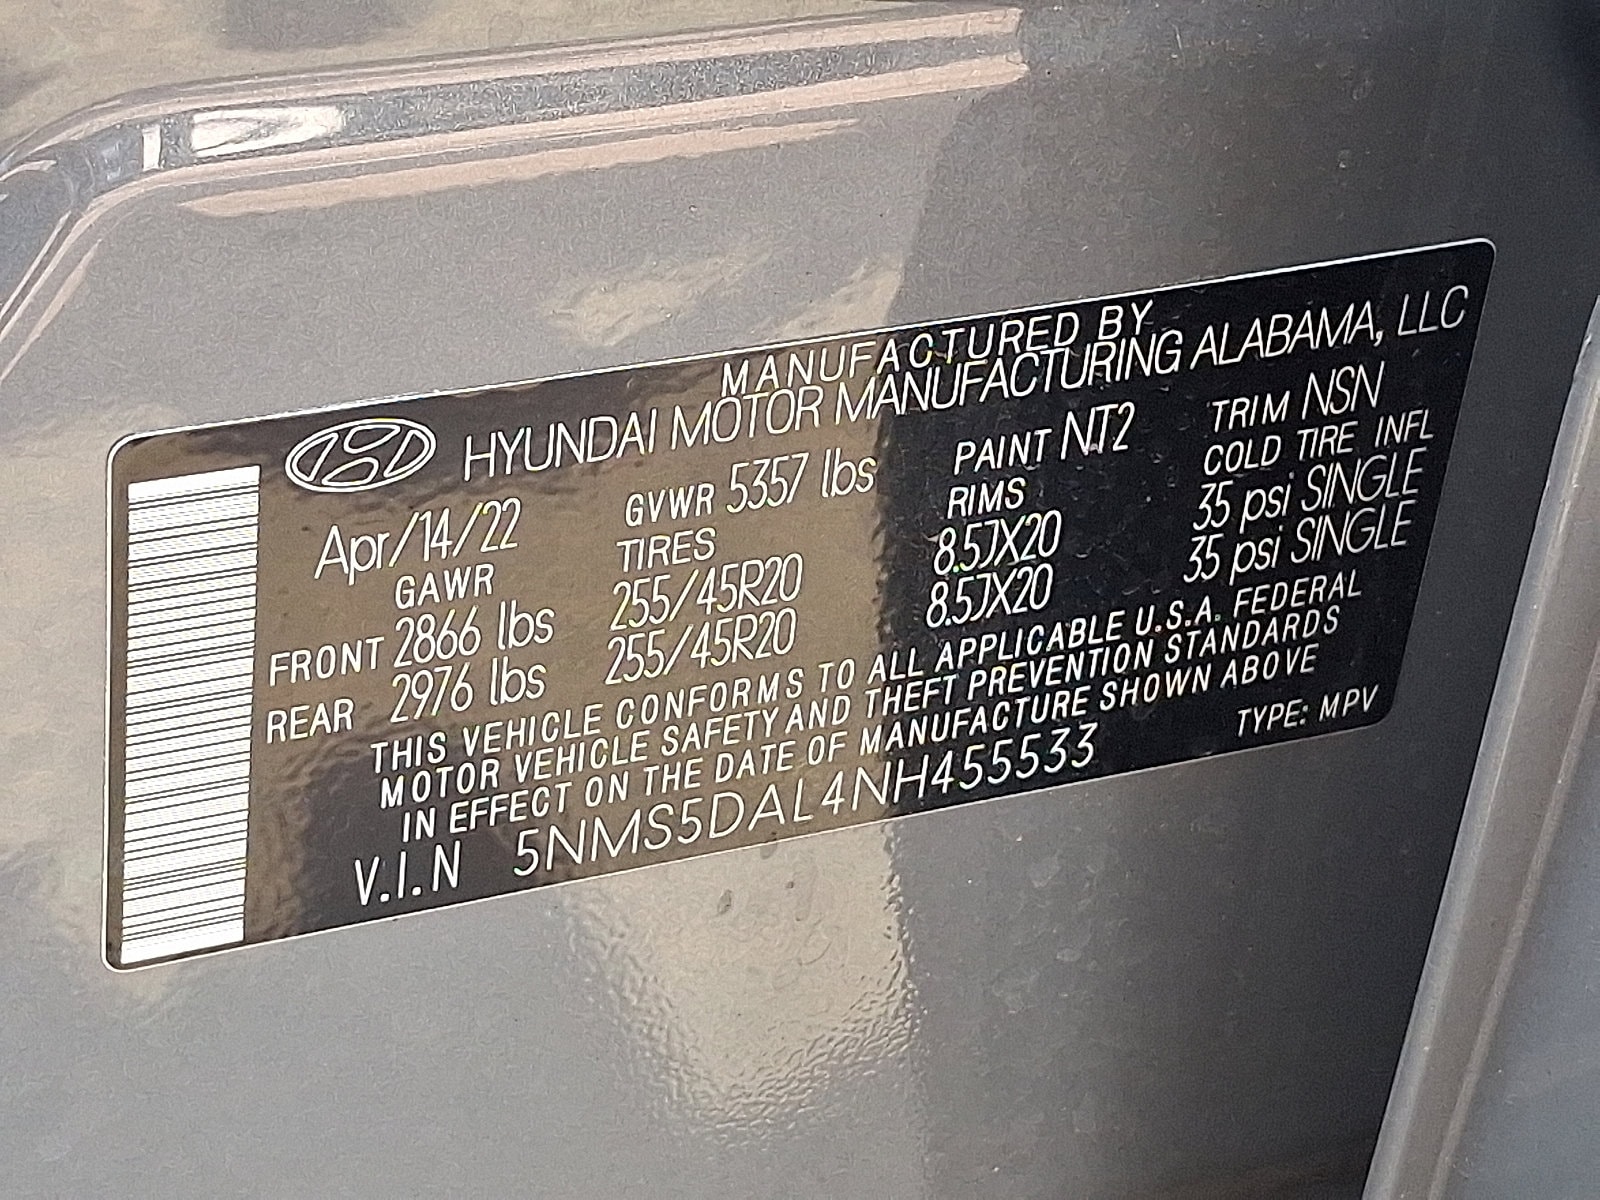 MANUFACTURED BY
HYUNDAI MOTOR MANUFACTURING ALABAMA, LLC
Apr/14/22 GVWR 5357 lbs PAINT NT2 TRIM NSN
GAWR TIRES RIMS COLD TIRE INFL
FRONT 2866 lbs 255/45R20 8.5JX20 35 psi SINGLE
REAR 2976 lbs 255/45R20 8.5JX20 35 psi SINGLE
THIS VEHICLE CONFORMS TO ALL APPLICABLE U.S.A. FEDERAL
MOTOR VEHICLE SAFETY AND THEFT PREVENTION STANDARDS
IN EFFECT ON THE DATE OF MANUFACTURE SHOWN ABOVE
V.I.N 5NMS5DAL4NH455533 TYPE: MPV